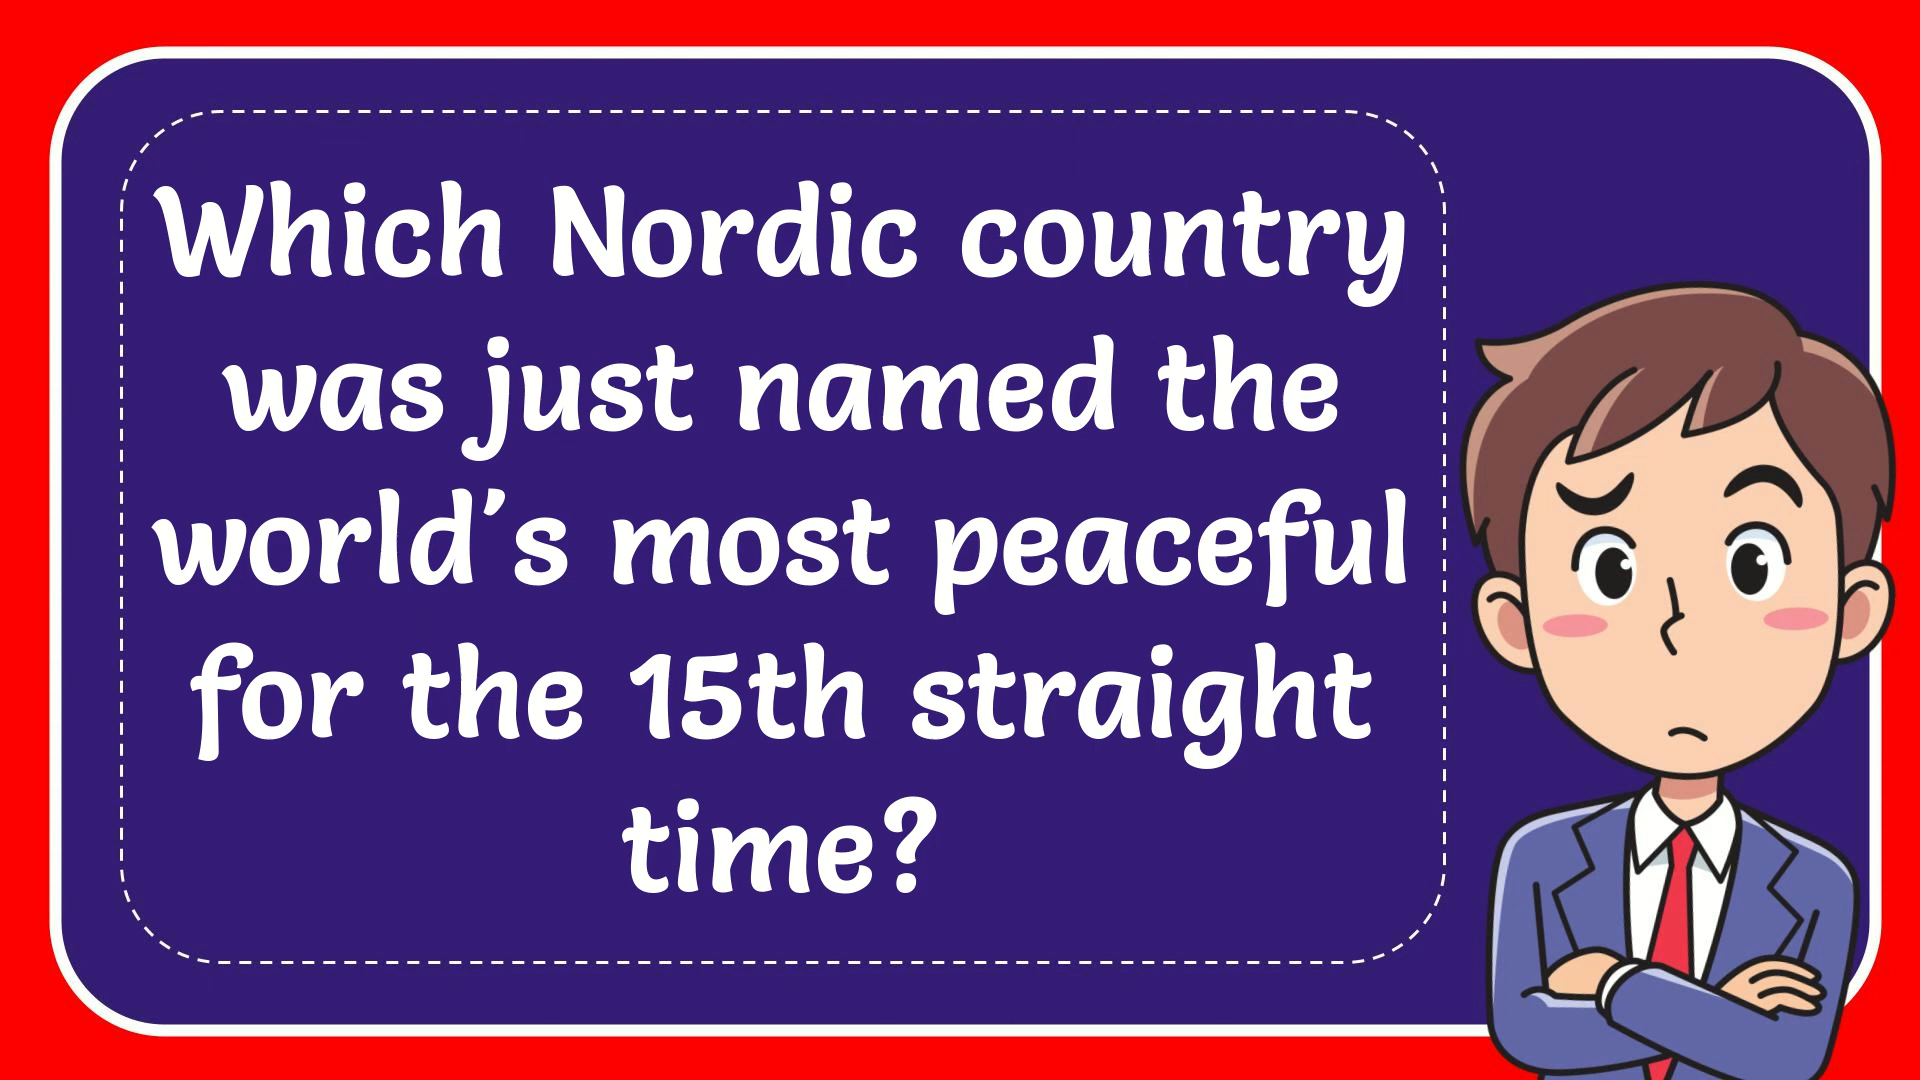 Which Nordic country
was just named the
world's most peaceful
for the 15th straight
time?